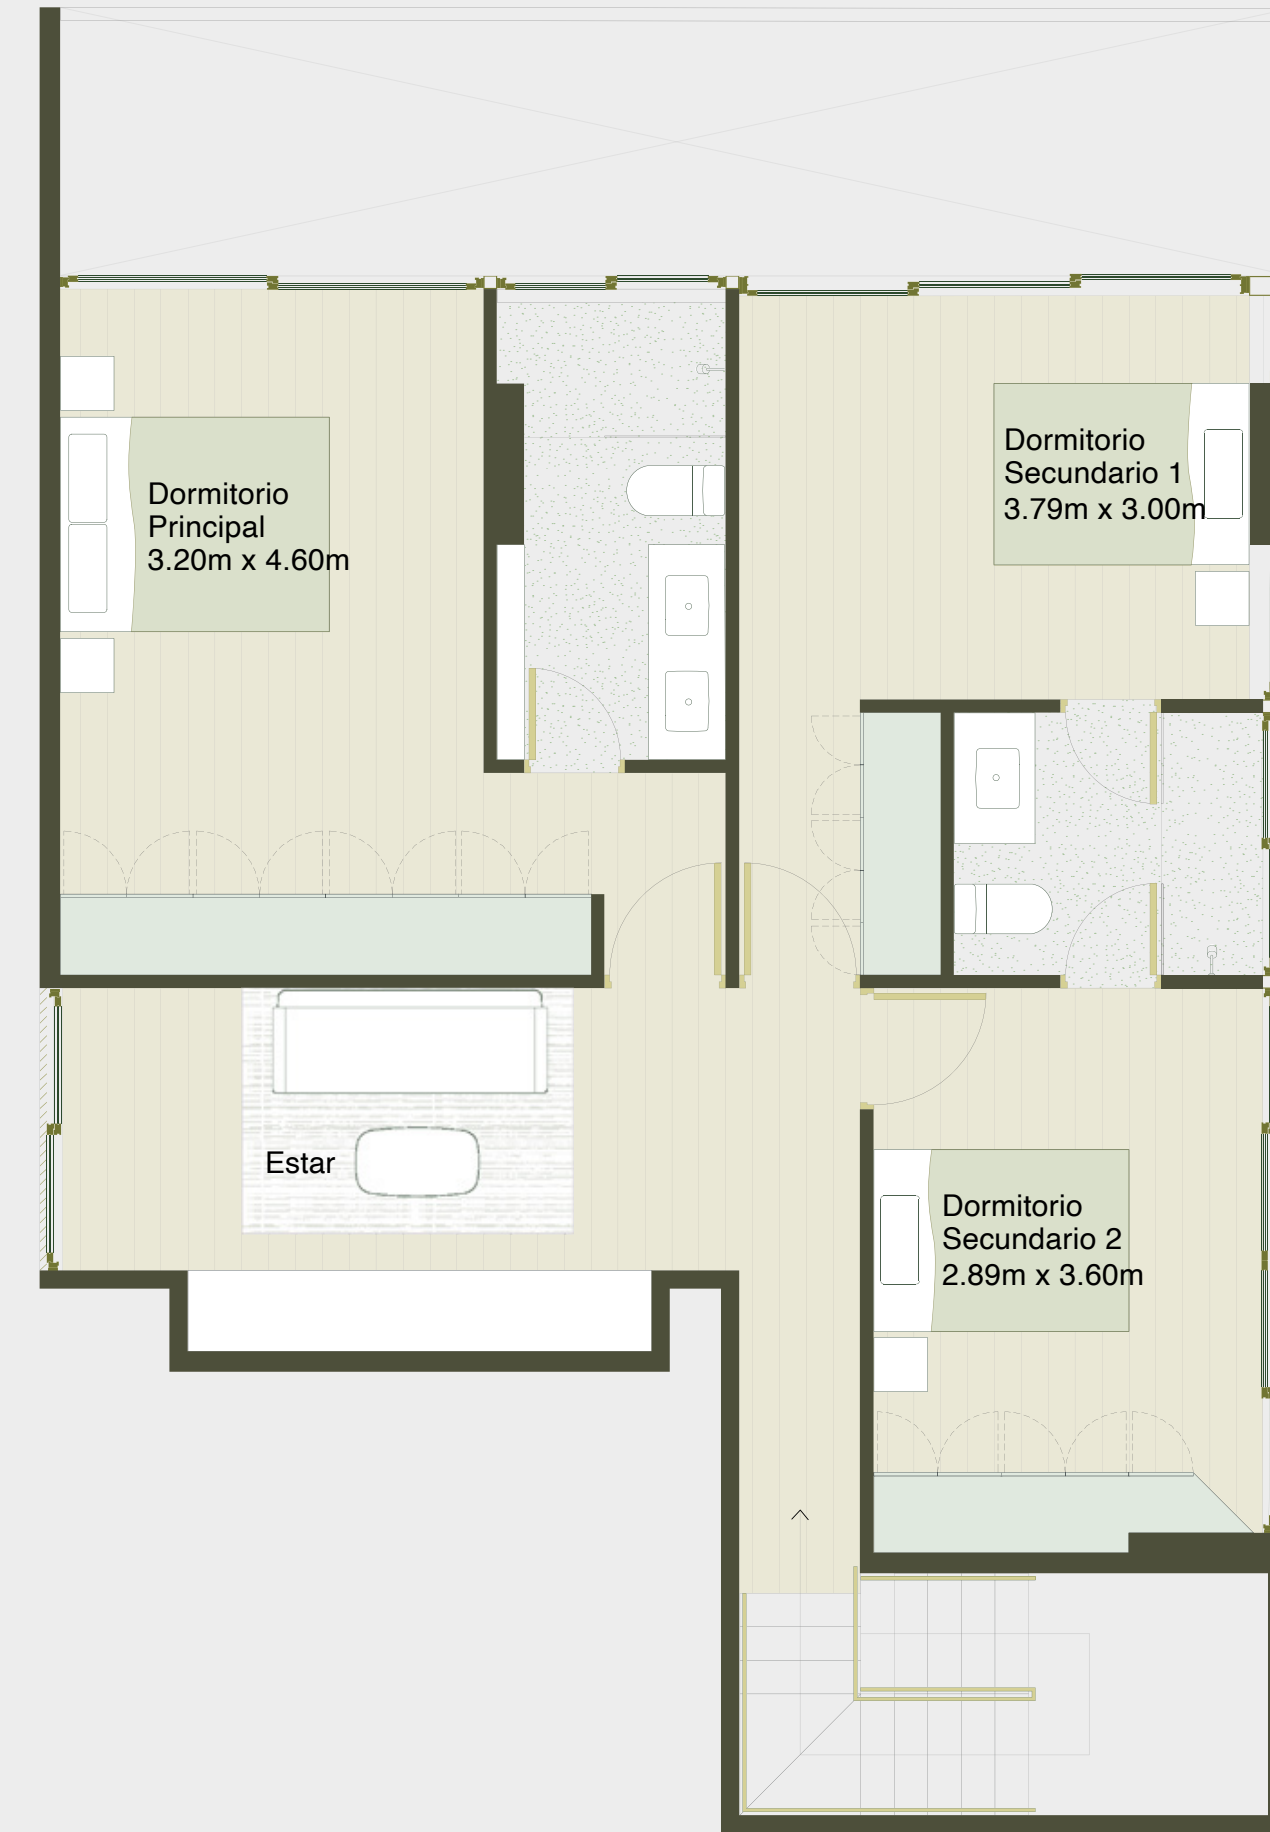 Dormitorio
Principal
3.20m x 4.60m
Dormitorio
Secundario 1
3.79m x 3.00m
Estar
Dormitorio
Secundario 2
2.89m x 3.60m